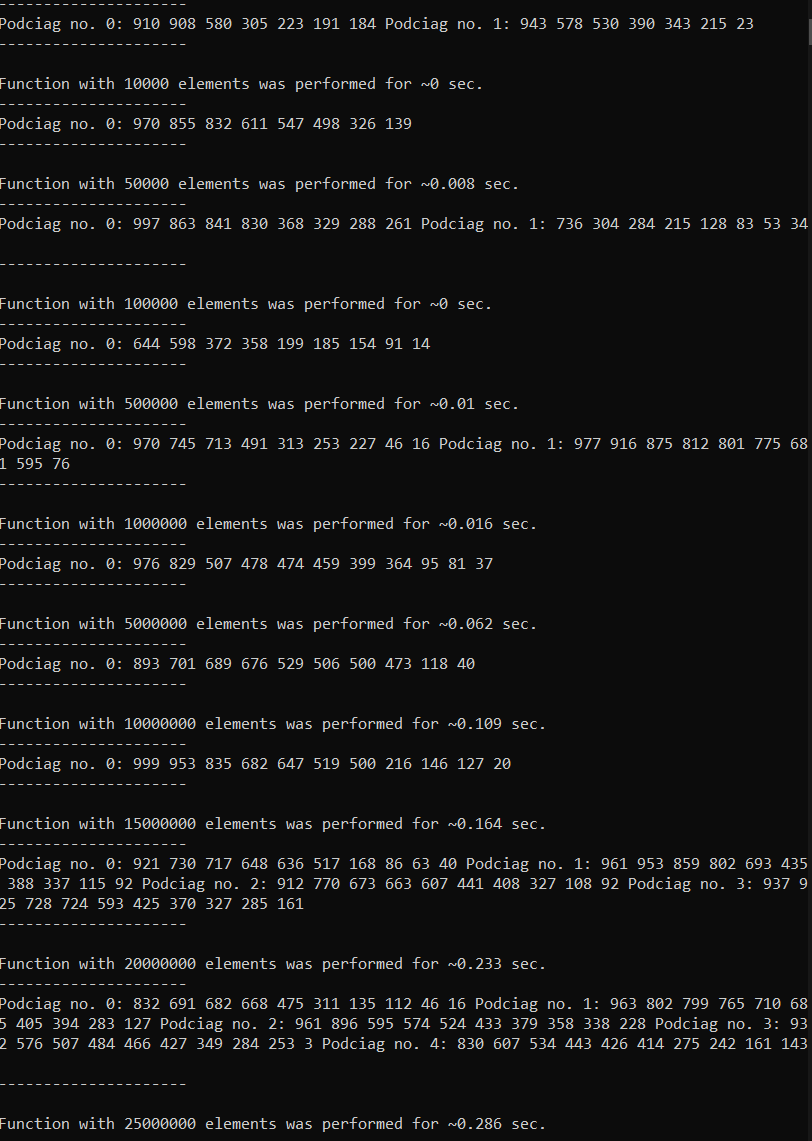 ---------------------
Podciag no. 0: 910 908 580 305 223 191 184 Podciag no. 1: 943 578 530 390 343 215 23
---------------------
Function with 10000 elements was performed for ~0 sec.
---------------------
Podciag no. 0: 970 855 832 611 547 498 326 139
---------------------
Function with 50000 elements was performed for ~0.008 sec.
---------------------
Podciag no. 0: 997 863 841 830 368 329 288 261 Podciag no. 1: 736 304 284 215 128 83 53 34
---------------------
Function with 100000 elements was performed for ~0 sec.
---------------------
Podciag no. 0: 644 598 372 358 199 185 154 91 14
---------------------
Function with 500000 elements was performed for ~0.01 sec.
---------------------
Podciag no. 0: 970 745 713 491 313 253 227 46 16 Podciag no. 1: 977 916 875 812 801 775 68
1 595 76
---------------------
Function with 1000000 elements was performed for ~0.016 sec.
---------------------
Podciag no. 0: 976 829 507 478 474 459 399 364 95 81 37
---------------------
Function with 5000000 elements was performed for ~0.062 sec.
---------------------
Podciag no. 0: 893 701 689 676 529 506 500 473 118 40
---------------------
Function with 10000000 elements was performed for ~0.109 sec.
---------------------
Podciag no. 0: 999 953 835 682 647 519 500 216 146 127 20
---------------------
Function with 15000000 elements was performed for ~0.164 sec.
---------------------
Podciag no. 0: 921 730 717 648 636 517 168 86 63 40 Podciag no. 1: 961 953 859 802 693 435
388 337 115 92 Podciag no. 2: 912 770 673 663 607 441 408 327 108 92 Podciag no. 3: 937 9
25 728 724 593 425 370 327 285 161
---------------------
Function with 20000000 elements was performed for ~0.233 sec.
---------------------
Podciag no. 0: 832 691 682 668 475 311 135 112 46 16 Podciag no. 1: 963 802 799 765 710 68
5 405 394 283 127 Podciag no. 2: 961 896 595 574 524 433 379 358 338 228 Podciag no. 3: 93
2 576 507 484 466 427 349 284 253 3 Podciag no. 4: 830 607 534 443 426 414 275 242 161 143
---------------------
Function with 25000000 elements was performed for ~0.286 sec.